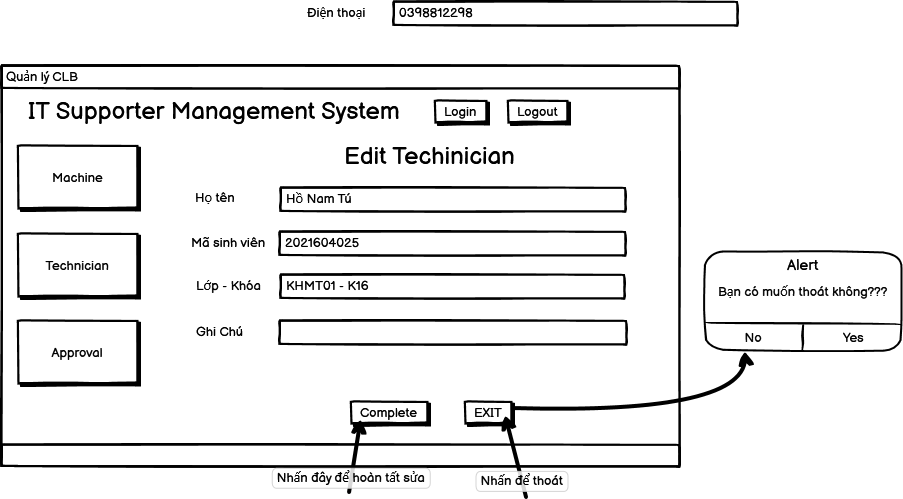 Điện thoại 0398812298
Quản lý CLB
IT Supporter Management System Login Logout
Machine
Technician
Approval
Edit Techinician
Họ tên Hồ Nam Tú
Mã sinh viên 2021604025
Lớp - Khóa KHMT01 - K16
Ghi Chú
Complete EXIT
Nhấn đây để hoàn tất sửa
Nhấn để thoát
Alert
Bạn có muốn thoát không???
No Yes